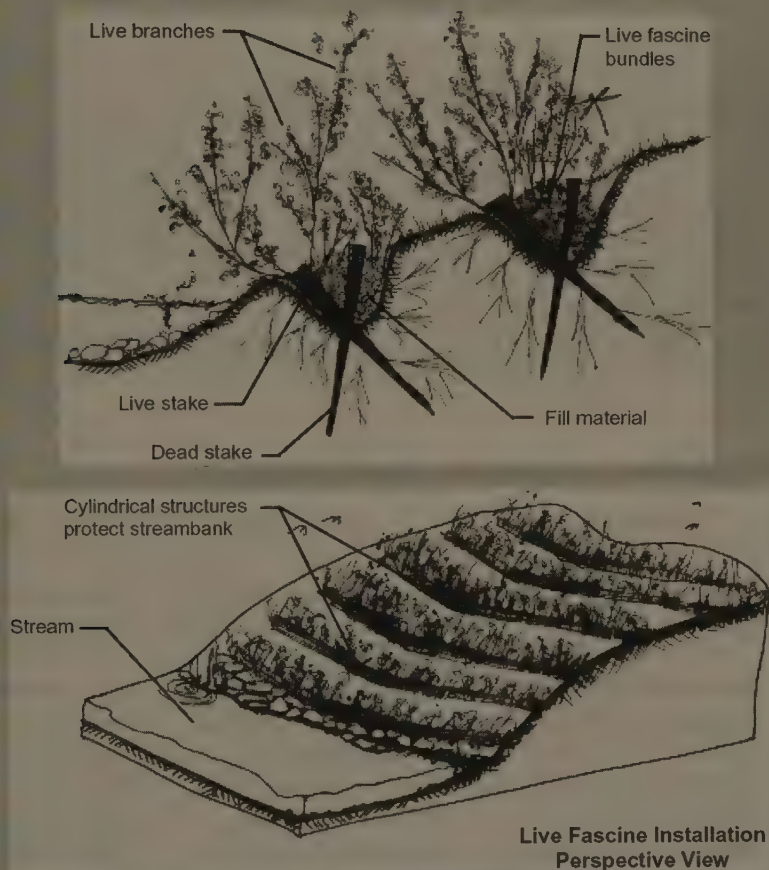 Live branches
Live fascine
bundles
Live stake
Fill material
Dead stake
Cylindrical structures
protect streambank
Stream
Live Fascine Installation
Perspective View